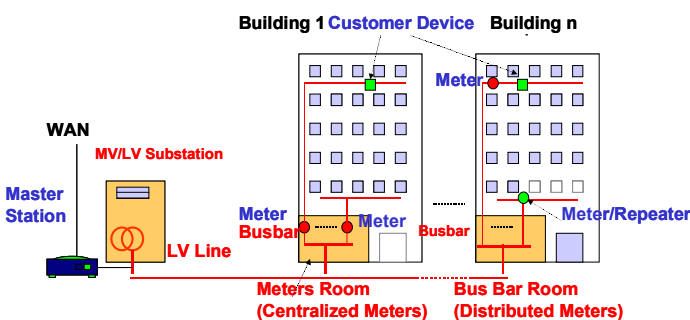 Building 1 Customer Device Building n
Meter
WAN
MV/LV Substation
Master
Station
Meter
Busbar
Meter
Busbar
Meter/Repeater
LV Line
Meters Room
(Centralized Meters)
Bus Bar Room
(Distributed Meters)